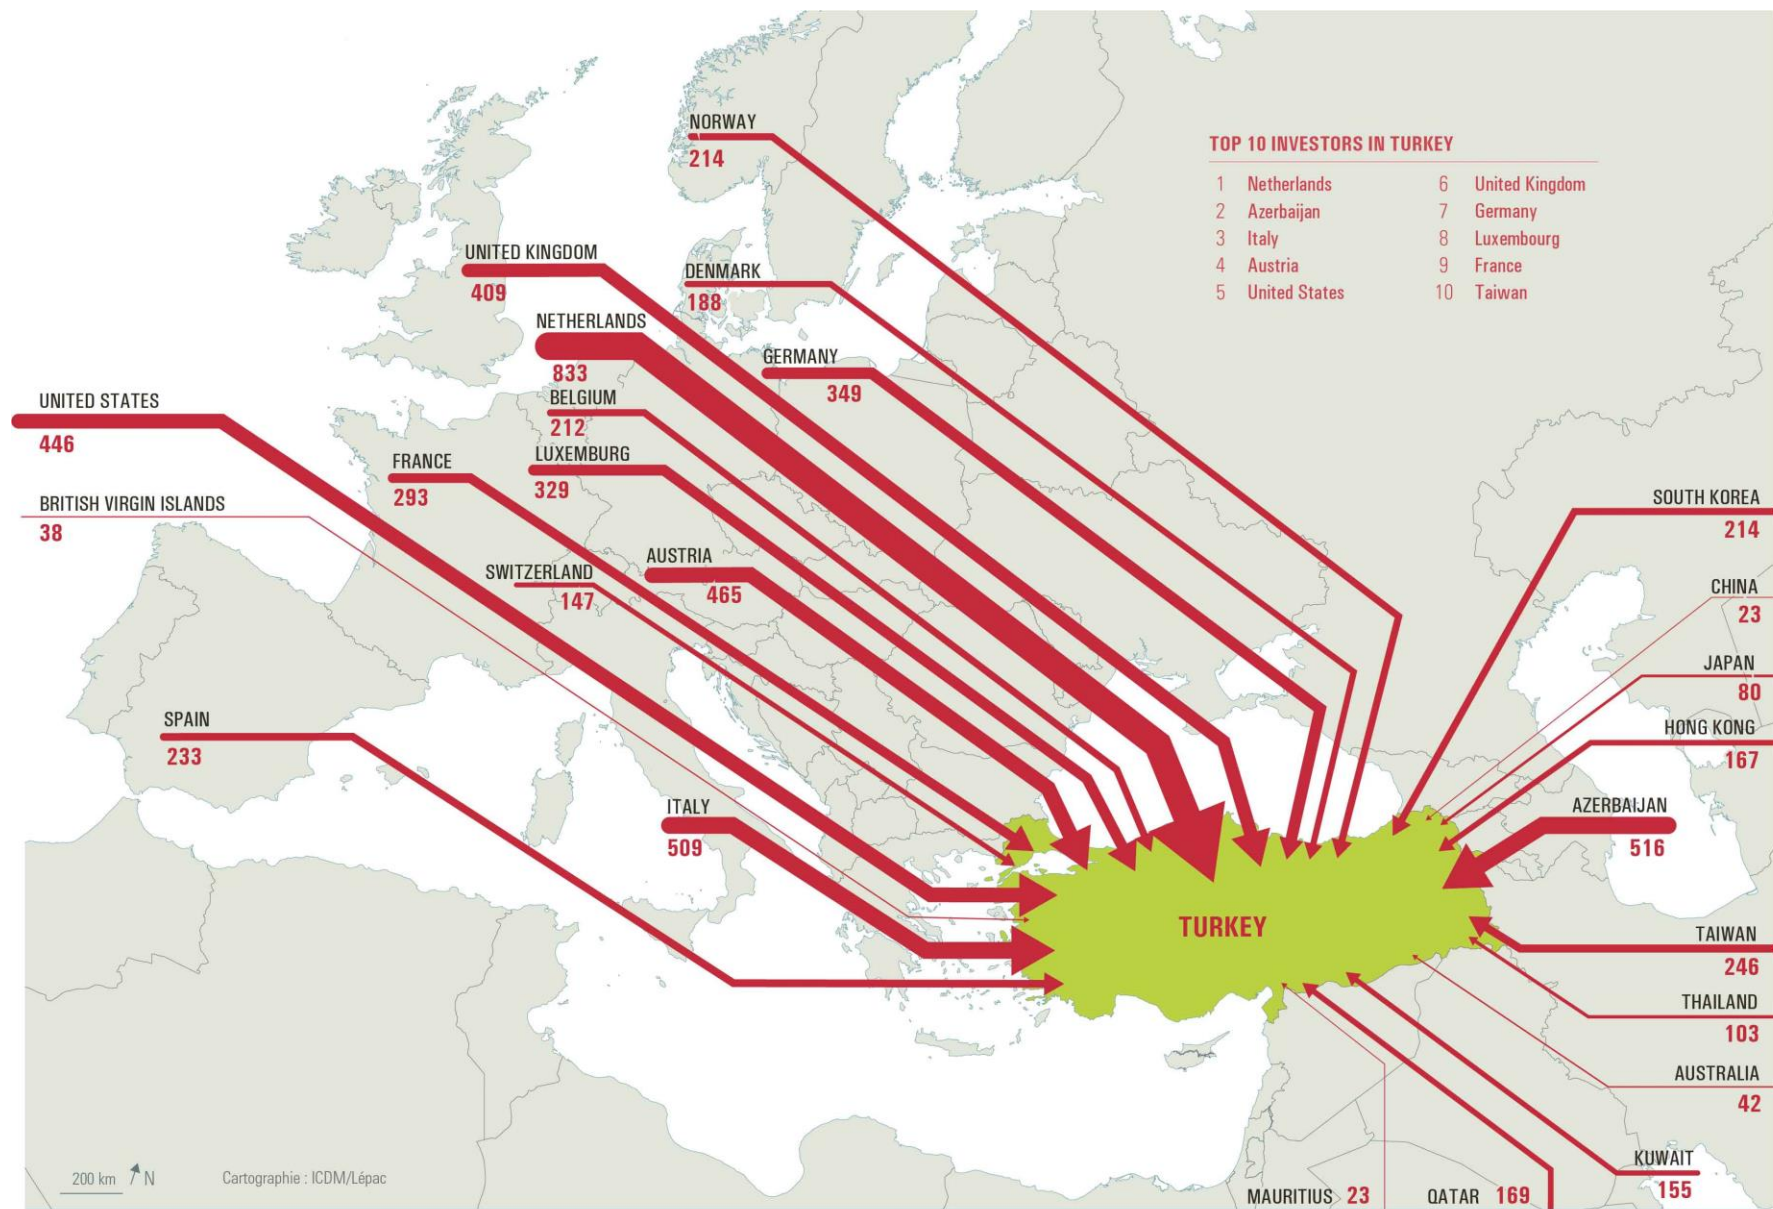 NORWAY
214
TOP 10 INVESTORS IN TURKEY
1 Netherlands
2 Azerbaijan
3 Italy
4 Austria
5 United States
6 United Kingdom
7 Germany
8 Luxembourg
9 France
10 Taiwan
UNITED KINGDOM
409
DENMARK
188
NETHERLANDS
833
GERMANY
349
BELGIUM
212
UNITED STATES
446
LUXEMBURG
329
FRANCE
293
BRITISH VIRGIN ISLANDS
38
SOUTH KOREA
214
AUSTRIA
465
SWITZERLAND
147
CHINA
23
JAPAN
80
SPAIN
233
HONG KONG
167
ITALY
509
AZERBAIJAN
516
TURKEY
TAIWAN
246
THAILAND
103
AUSTRALIA
42
KUWAIT
155
MAURITIUS 23
QATAR 169
200 km N
Cartographie : ICDM/Lépac